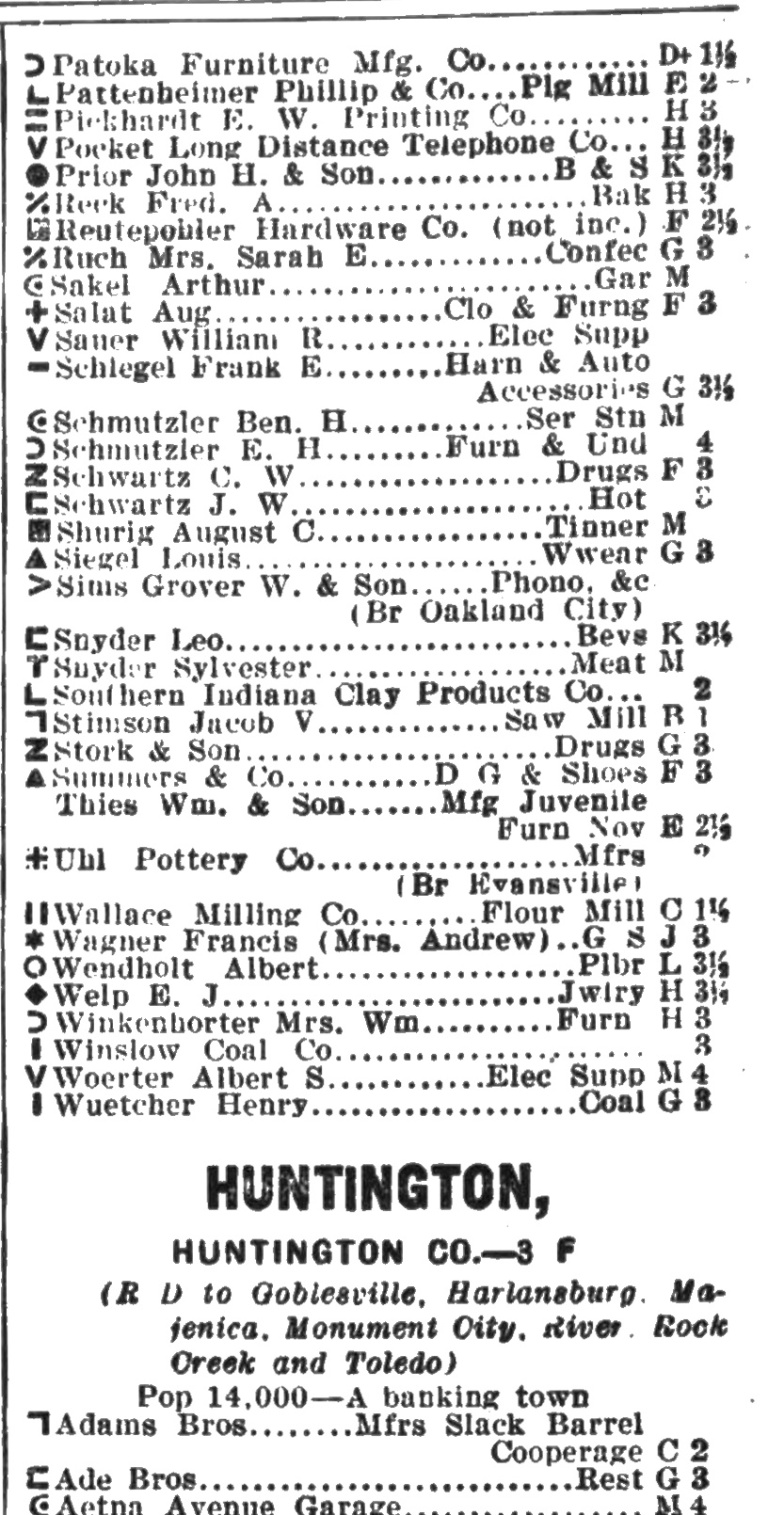 Patoka Furniture Mfg. Co............. D+ 1½
Pattenheimer Phillip & Co....Plg Mill E 2
Pickhardt E. W. Printing Co......... H 3
Pocket Long Distance Telephone Co... H 3½
Prior John H. & Son.............B & S K 3½
Reck Fred. A.......................Bak H 3
Reutepohler Hardware Co. (not inc.) F 2½
Ruch Mrs. Sarah E.............Confec G 3
Sakel Arthur........................Gar M
Salat Aug.................Clo & Furng F 3
Sauer William R............Elec Supp
Schlegel Frank E.........Harn & Auto
Accessories G 3½
Schmutzler Ben. H.............Ser Stn M
Schmutzler E. H.........Furn & Und 4
Schwartz C. W...................Drugs F 3
Schwartz J. W......................Hot 3
Shurig August C.................Tinner M
Siegel Louis......................Wwear G 3
Sims Grover W. & Son......Phono, &c
(Br Oakland City)
Snyder Leo..........................Bevs K 3½
Snyder Sylvester...................Meat M
Southern Indiana Clay Products Co... 2
Stimson Jacob V..............Saw Mill B 1
Stork & Son.......................Drugs G 3
Summers & Co...........D G & Shoes F 3
Thies Wm. & Son.......Mfg Juvenile
Furn Nov E 2½
Uhl Pottery Co...................Mfrs
(Br Evansville)
Wallace Milling Co.........Flour Mill C 1½
Wagner Francis (Mrs. Andrew)..G S J 3
Wendholt Albert...................Plbr L 3½
Welp E. J.........................Jwlry H 3½
Winkenhorter Mrs. Wm..........Furn H 3
Winslow Coal Co....................... 3
Woerter Albert S............Elec Supp M 4
Wuetcher Henry....................Coal G 3
HUNTINGTON,
HUNTINGTON CO.—3 F
(R D to Goblesville, Harlansburg, Ma-
jenica, Monument City, River, Rock
Creek and Toledo)
Pop 14,000—A banking town
Adams Bros........Mfrs Slack Barrel
Cooperage C 2
Ade Bros............................Rest G 3
Aetna Avenue Garage.................. M 4